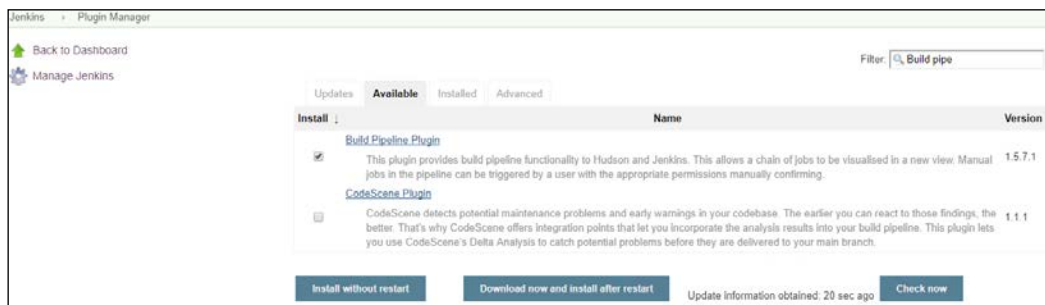 Jenkins › Plugin Manager
Back to Dashboard
Manage Jenkins
Filter: Build pipe
Updates Available Installed Advanced
Install ↓ Name Version
Build Pipeline Plugin
This plugin provides build pipeline functionality to Hudson and Jenkins. This allows a chain of jobs to be visualised in a new view. Manual 1.5.7.1
jobs in the pipeline can be triggered by a user with the appropriate permissions manually confirming.
CodeScene Plugin
CodeScene detects potential maintenance problems and early warnings in your codebase. The earlier you can react to those findings, the 1.1.1
better. That's why CodeScene offers integration points that let you incorporate the analysis results into your build pipeline. This plugin lets
you use CodeScene's Delta Analysis to catch potential problems before they are delivered to your main branch.
Install without restart Download now and install after restart Update information obtained: 20 sec ago Check now